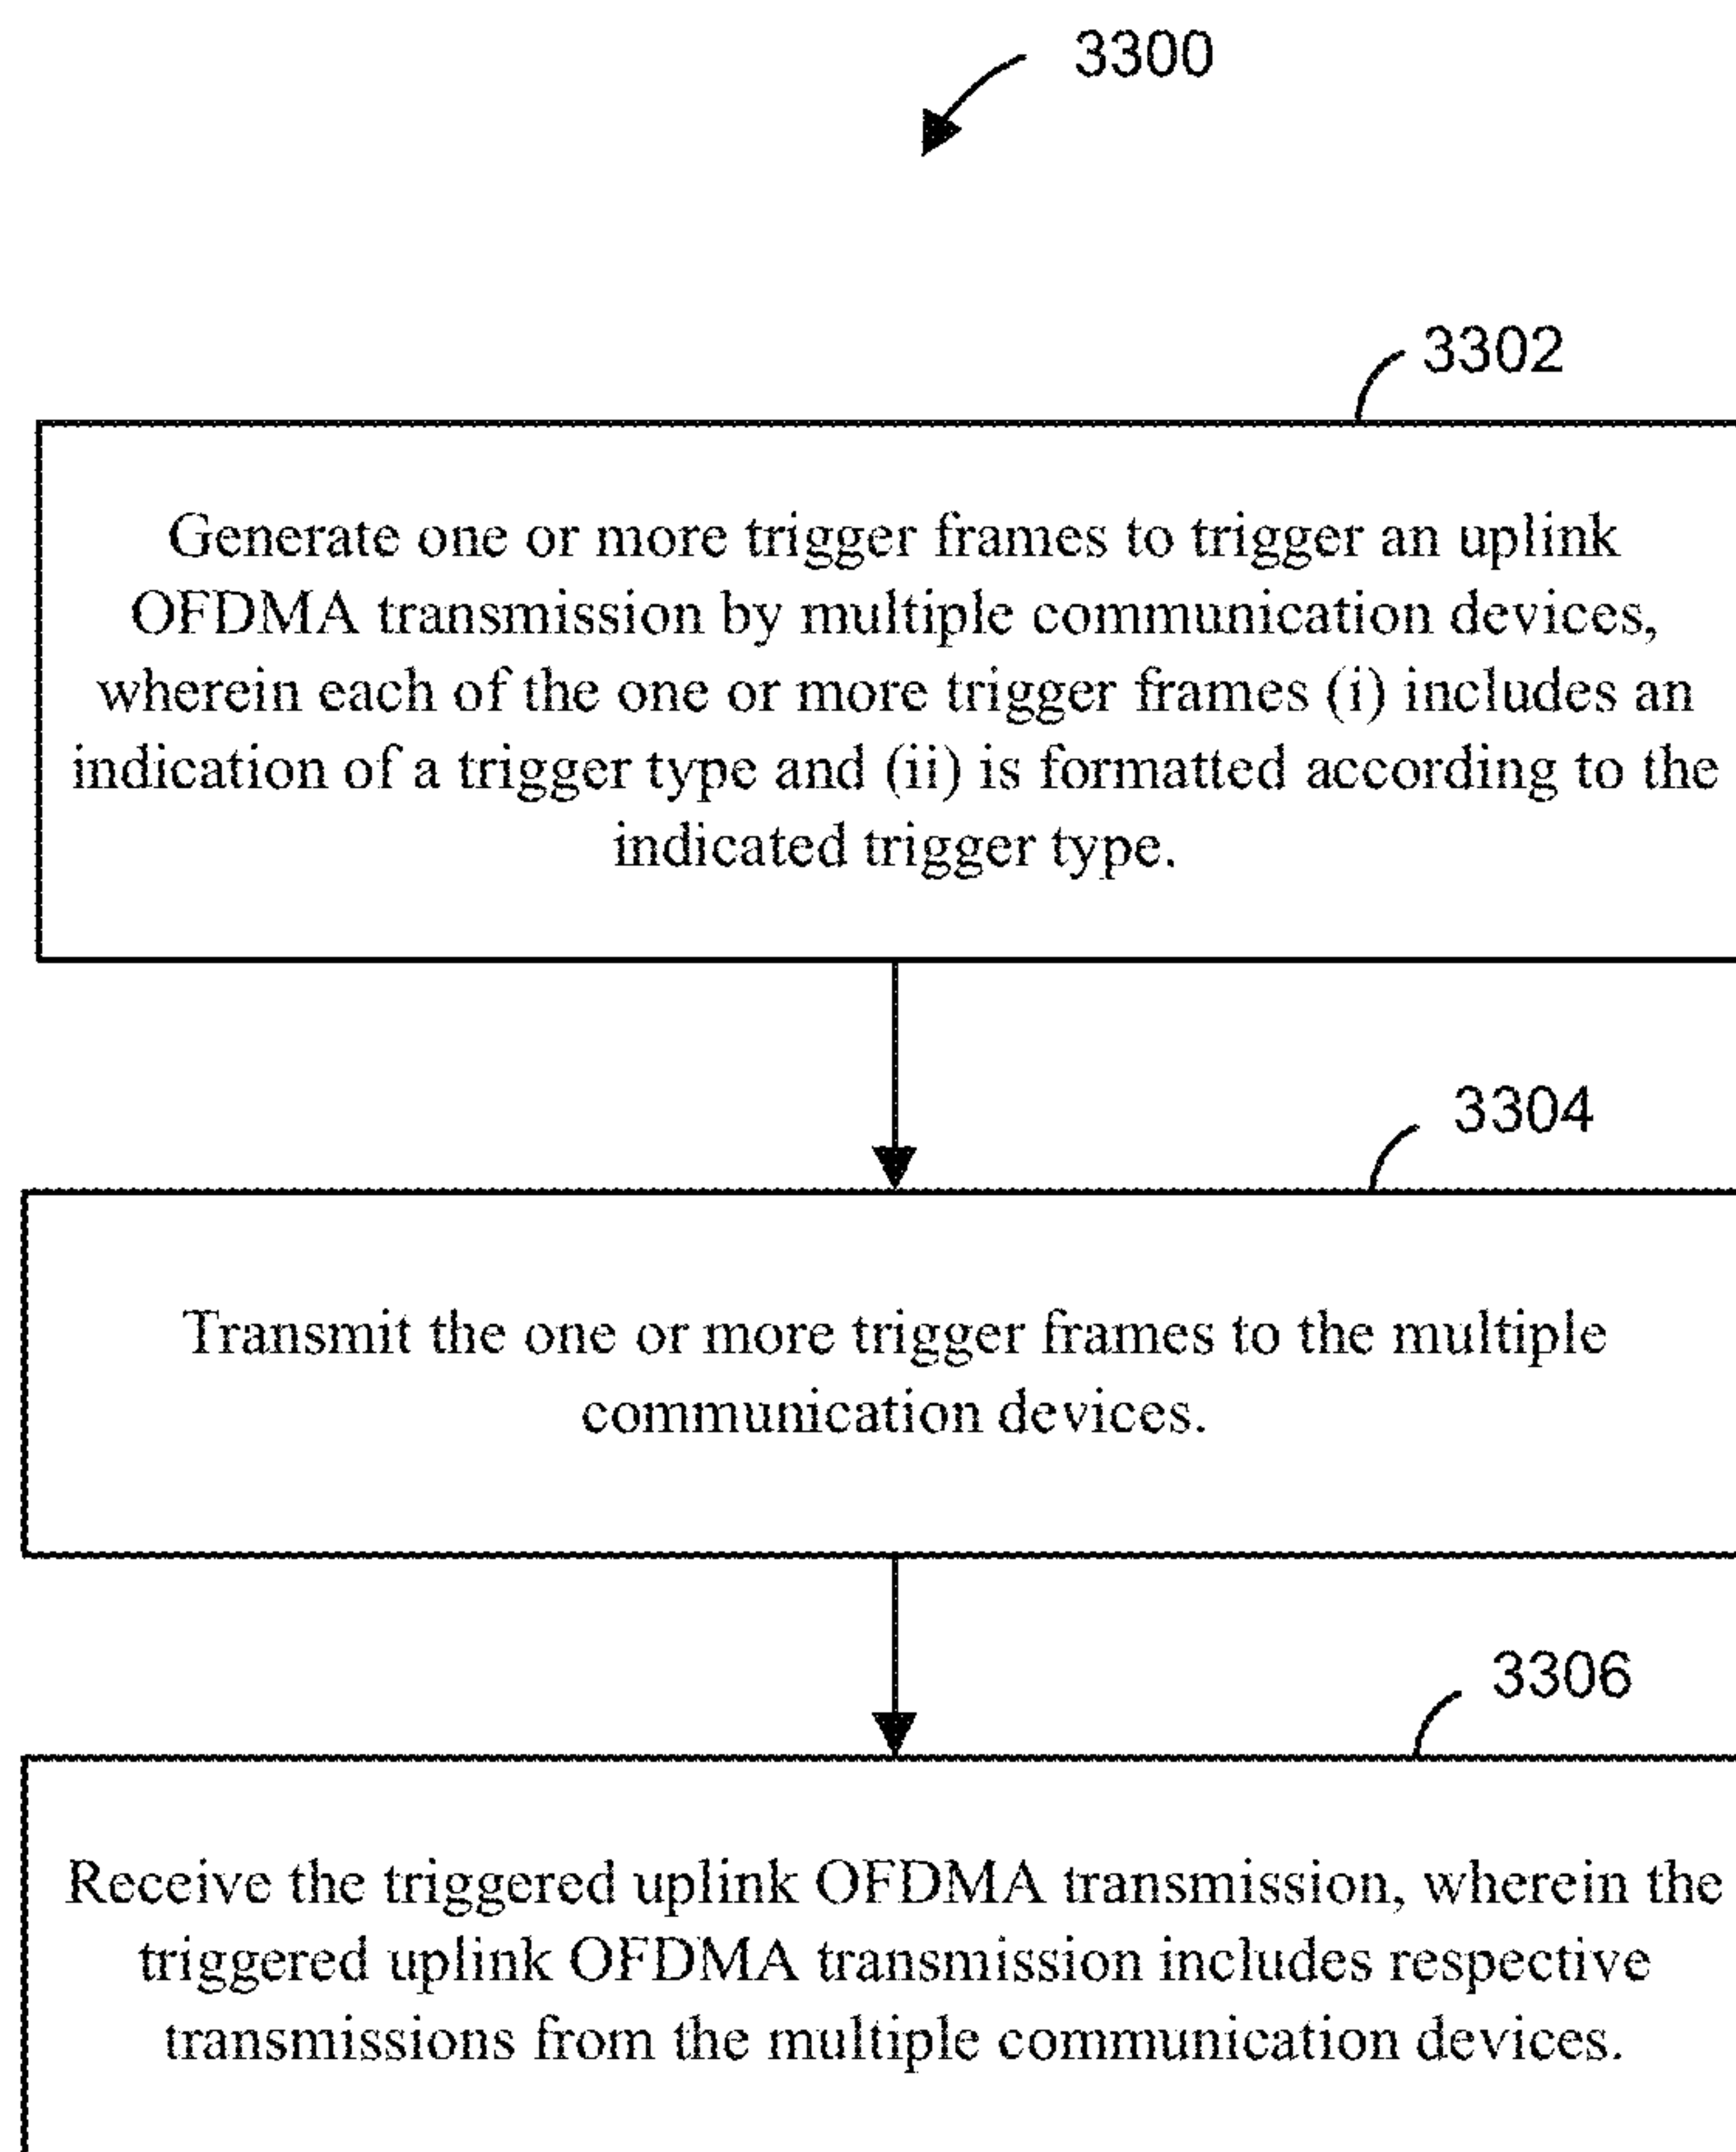 3300
3302
Generate one or more trigger frames to trigger an uplink
OFDMA transmission by multiple communication devices,
wherein each of the one or more trigger frames (i) includes an
indication of a trigger type and (ii) is formatted according to the
indicated trigger type.
3304
Transmit the one or more trigger frames to the multiple
communication devices.
3306
Receive the triggered uplink OFDMA transmission, wherein the
triggered uplink OFDMA transmission includes respective
transmissions from the multiple communication devices.